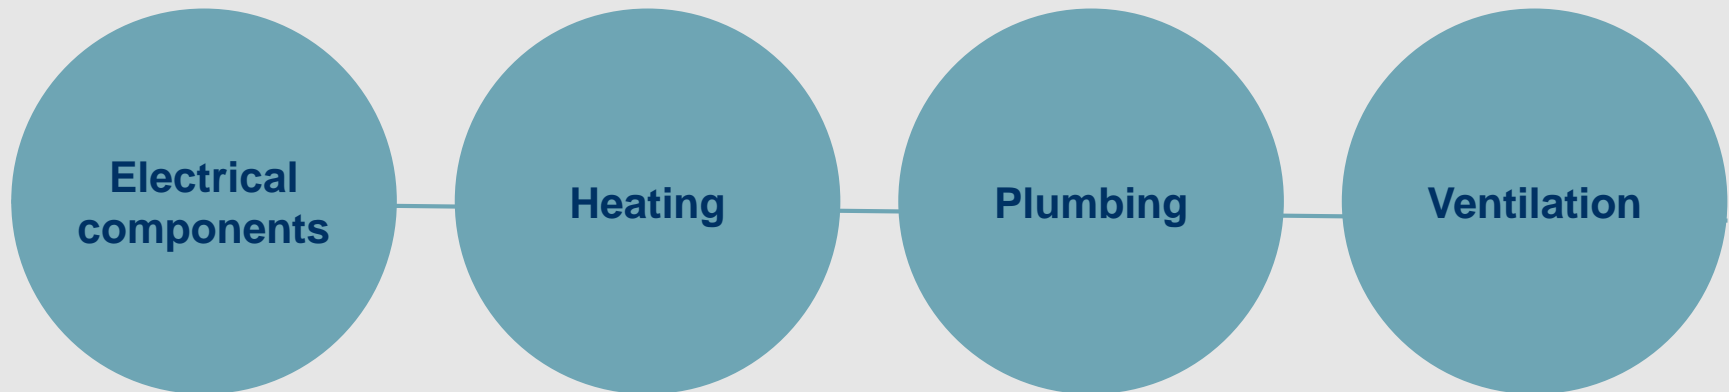 Electrical
components
Heating
Plumbing
Ventilation